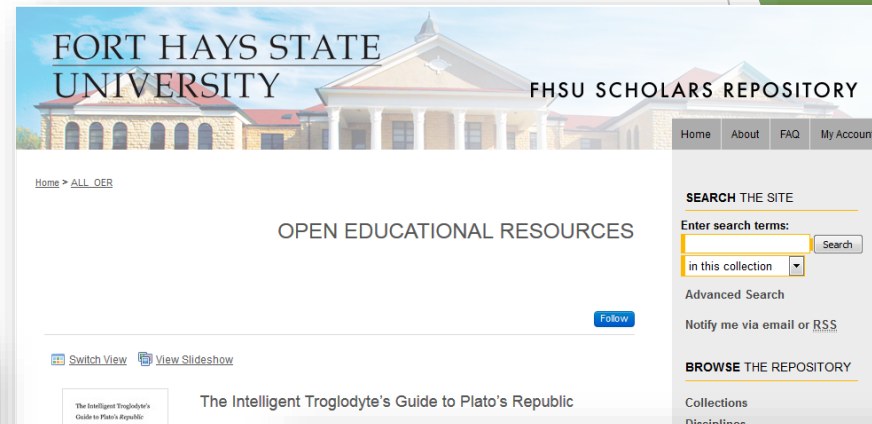 FORT HAYS STATE
UNIVERSITY
FHSU SCHOLARS REPOSITORY
Home About FAQ My Account
Home > ALL_OER
OPEN EDUCATIONAL RESOURCES
Follow
Switch View View Slideshow
The Intelligent Troglodyte's
Guide to Plato's Republic
The Intelligent Troglodyte’s Guide to Plato’s Republic
SEARCH THE SITE
Enter search terms:
Search
in this collection
Advanced Search
Notify me via email or RSS
BROWSE THE REPOSITORY
Collections
Disciplines